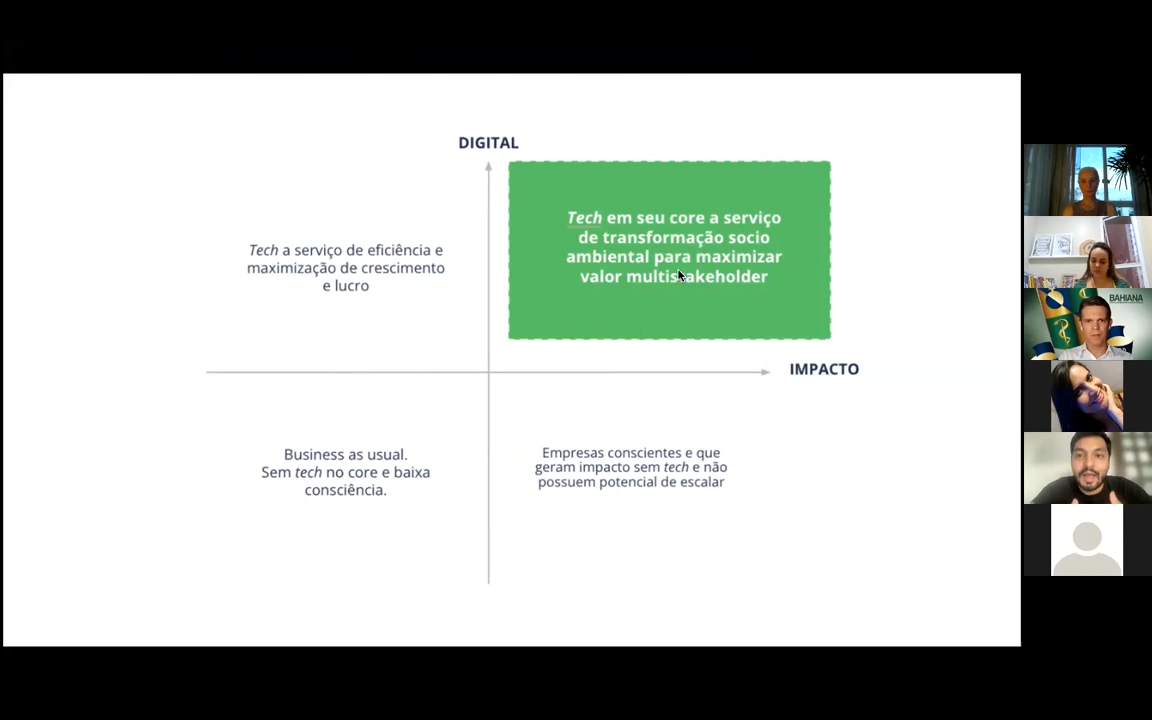 DIGITAL
Tech em seu core a serviço
de transformação socio
ambiental para maximizar
valor multistakeholder
Tech a serviço de eficiência e
maximização de crescimento
e lucro
IMPACTO
Business as usual.
Sem tech no core e baixa
consciência.
Empresas conscientes e que
geram impacto sem tech e não
possuem potencial de escalar
BAHIANA